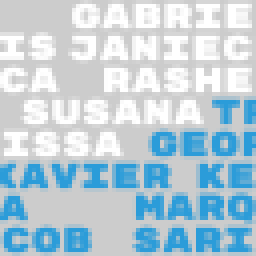 GABRIE
IS JANIEC
CA RASHE
SUSANA TR
ISSA GEOR
XAVIER KE
A MARQ
COB SARI